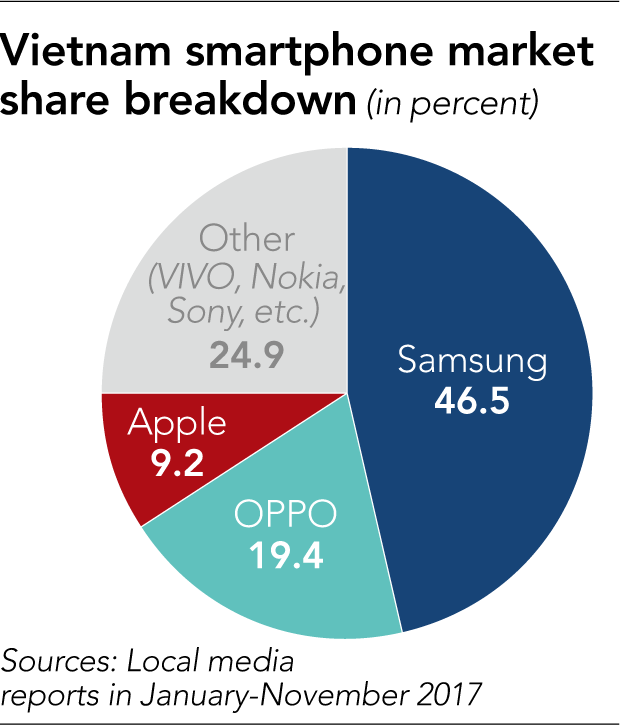 Vietnam smartphone market
share breakdown (in percent)
Other
(VIVO, Nokia,
Sony, etc.)
24.9
Samsung
46.5
Apple
9.2
OPPO
19.4
Sources: Local media
reports in January-November 2017